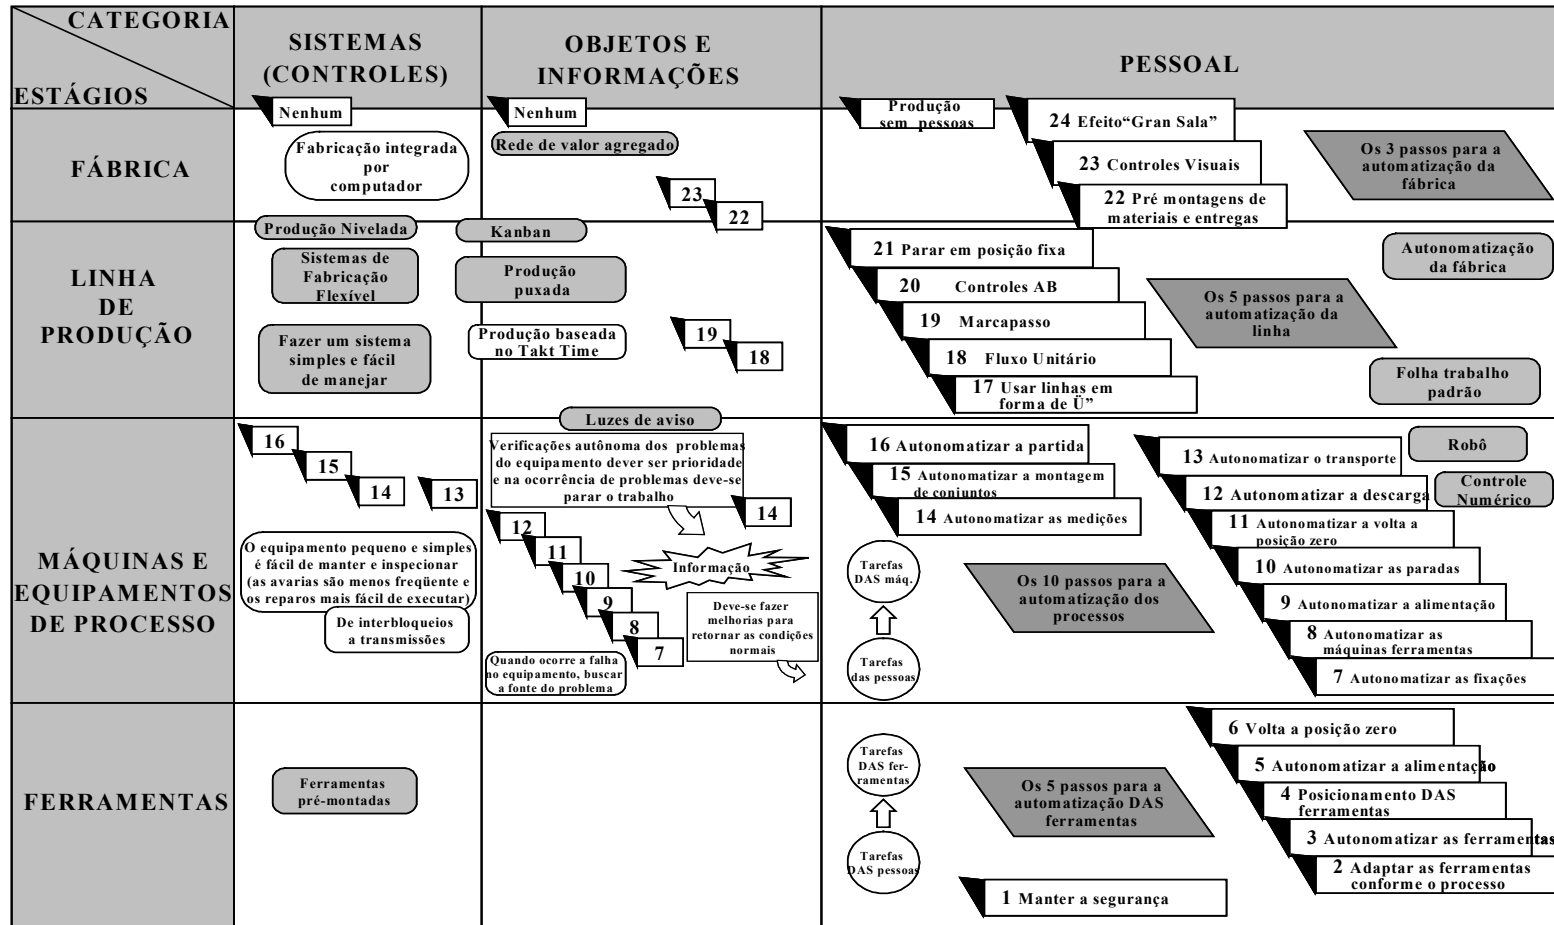 CATEGORIA
ESTÁGIOS
SISTEMAS
(CONTROLES)
OBJETOS E
INFORMAÇÕES
PESSOAL
FÁBRICA
Nenhum
Fabricação integrada
por
computador
Nenhum
Rede de valor agregado
23
22
Produção
sem pessoas
24 Efeito“Gran Sala”
23 Controles Visuais
22 Pré montagens de
materiais e entregas
Os 3 passos para a
automatização da
fábrica
LINHA
DE
PRODUÇÃO
Produção Nivelada
Sistemas de
Fabricação
Flexível
Fazer um sistema
simples e fácil
de manejar
Kanban
Produção
puxada
Produção baseada
no Takt Time
19
18
21 Parar em posição fixa
20 Controles AB
19 Marcapasso
18 Fluxo Unitário
17 Usar linhas em
forma de Ü”
Os 5 passos para a
automatização da
linha
Autonomatização
da fábrica
Folha trabalho
padrão
MÁQUINAS E
EQUIPAMENTOS
DE PROCESSO
16
15
14
13
O equipamento pequeno e simples
é fácil de manter e inspecionar
(as avarias são menos freqüente e
os reparos mais fácil de executar)
De interbloqueios
a transmissões
Luzes de aviso
Verificações autônoma dos problemas
do equipamento dever ser prioridade
e na ocorrência de problemas deve-se
parar o trabalho
14
12
11
10
9
8
7
Informação
Deve-se fazer
melhorias para
retornar as condições
normais
Quando ocorre a falha
no equipamento, buscar
a fonte do problema
16 Autonomatizar a partida
15 Autonomatizar a montagem
de conjuntos
14 Autonomatizar as medições
Tarefas
DAS máq.
Tarefas
das pessoas
Os 10 passos para a
automatização dos
processos
Robô
Controle
Numérico
13 Autonomatizar o transporte
12 Autonomatizar a descarga
11 Autonomatizar a volta a
posição zero
10 Autonomatizar as paradas
9 Autonomatizar a alimentação
8 Autonomatizar as
máquinas ferramentas
7 Autonomatizar as fixações
FERRAMENTAS
Ferramentas
pré-montadas
Tarefas
DAS fer-
ramentas
Tarefas
DAS pessoas
Os 5 passos para a
automatização DAS
ferramentas
6 Volta a posição zero
5 Autonomatizar a alimentação
4 Posicionamento DAS
ferramentas
3 Autonomatizar as ferramentas
2 Adaptar as ferramentas
conforme o processo
1 Manter a segurança